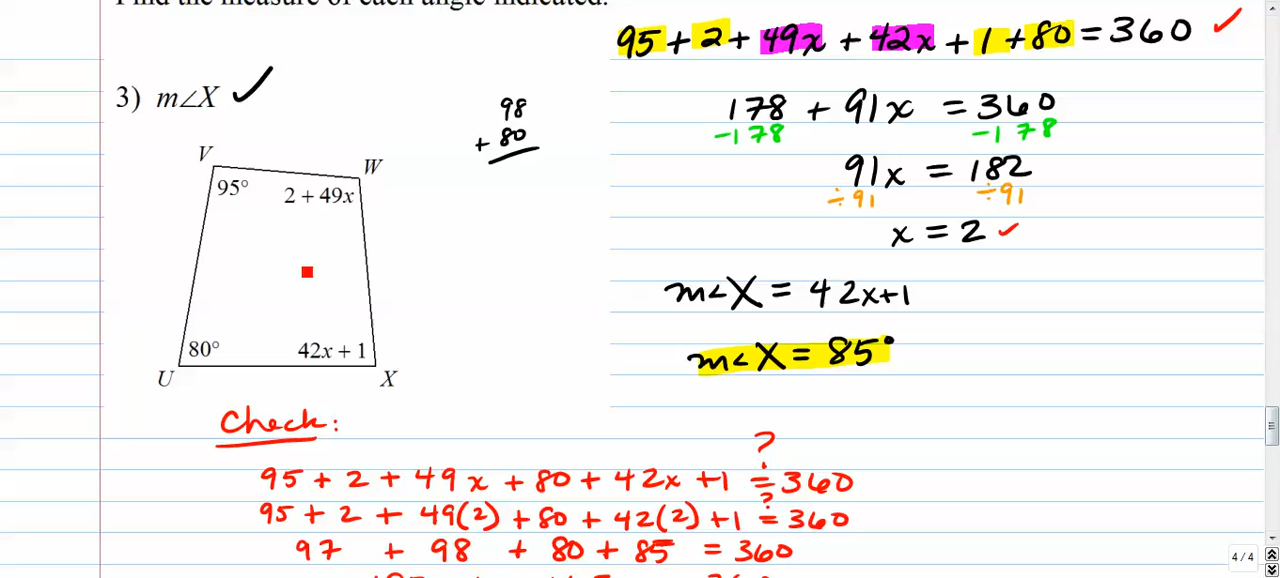 Find the measure of each angle indicated.
95 + 2 + 49x + 42x + 1 + 80 = 360 ✓
3) m∠X ✓
98
+ 80
178 + 91x = 360
-178 -178
91x = 182
÷91 ÷91
x = 2 ✓
V
W
95°
2 + 49x
80°
42x + 1
U
X
m∠X = 42x+1
m∠X = 85°
Check:
?
95 + 2 + 49x + 80 + 42x + 1 = 360
?
95 + 2 + 49(2) + 80 + 42(2) + 1 = 360
97 + 98 + 80 + 85 = 360
4 / 4